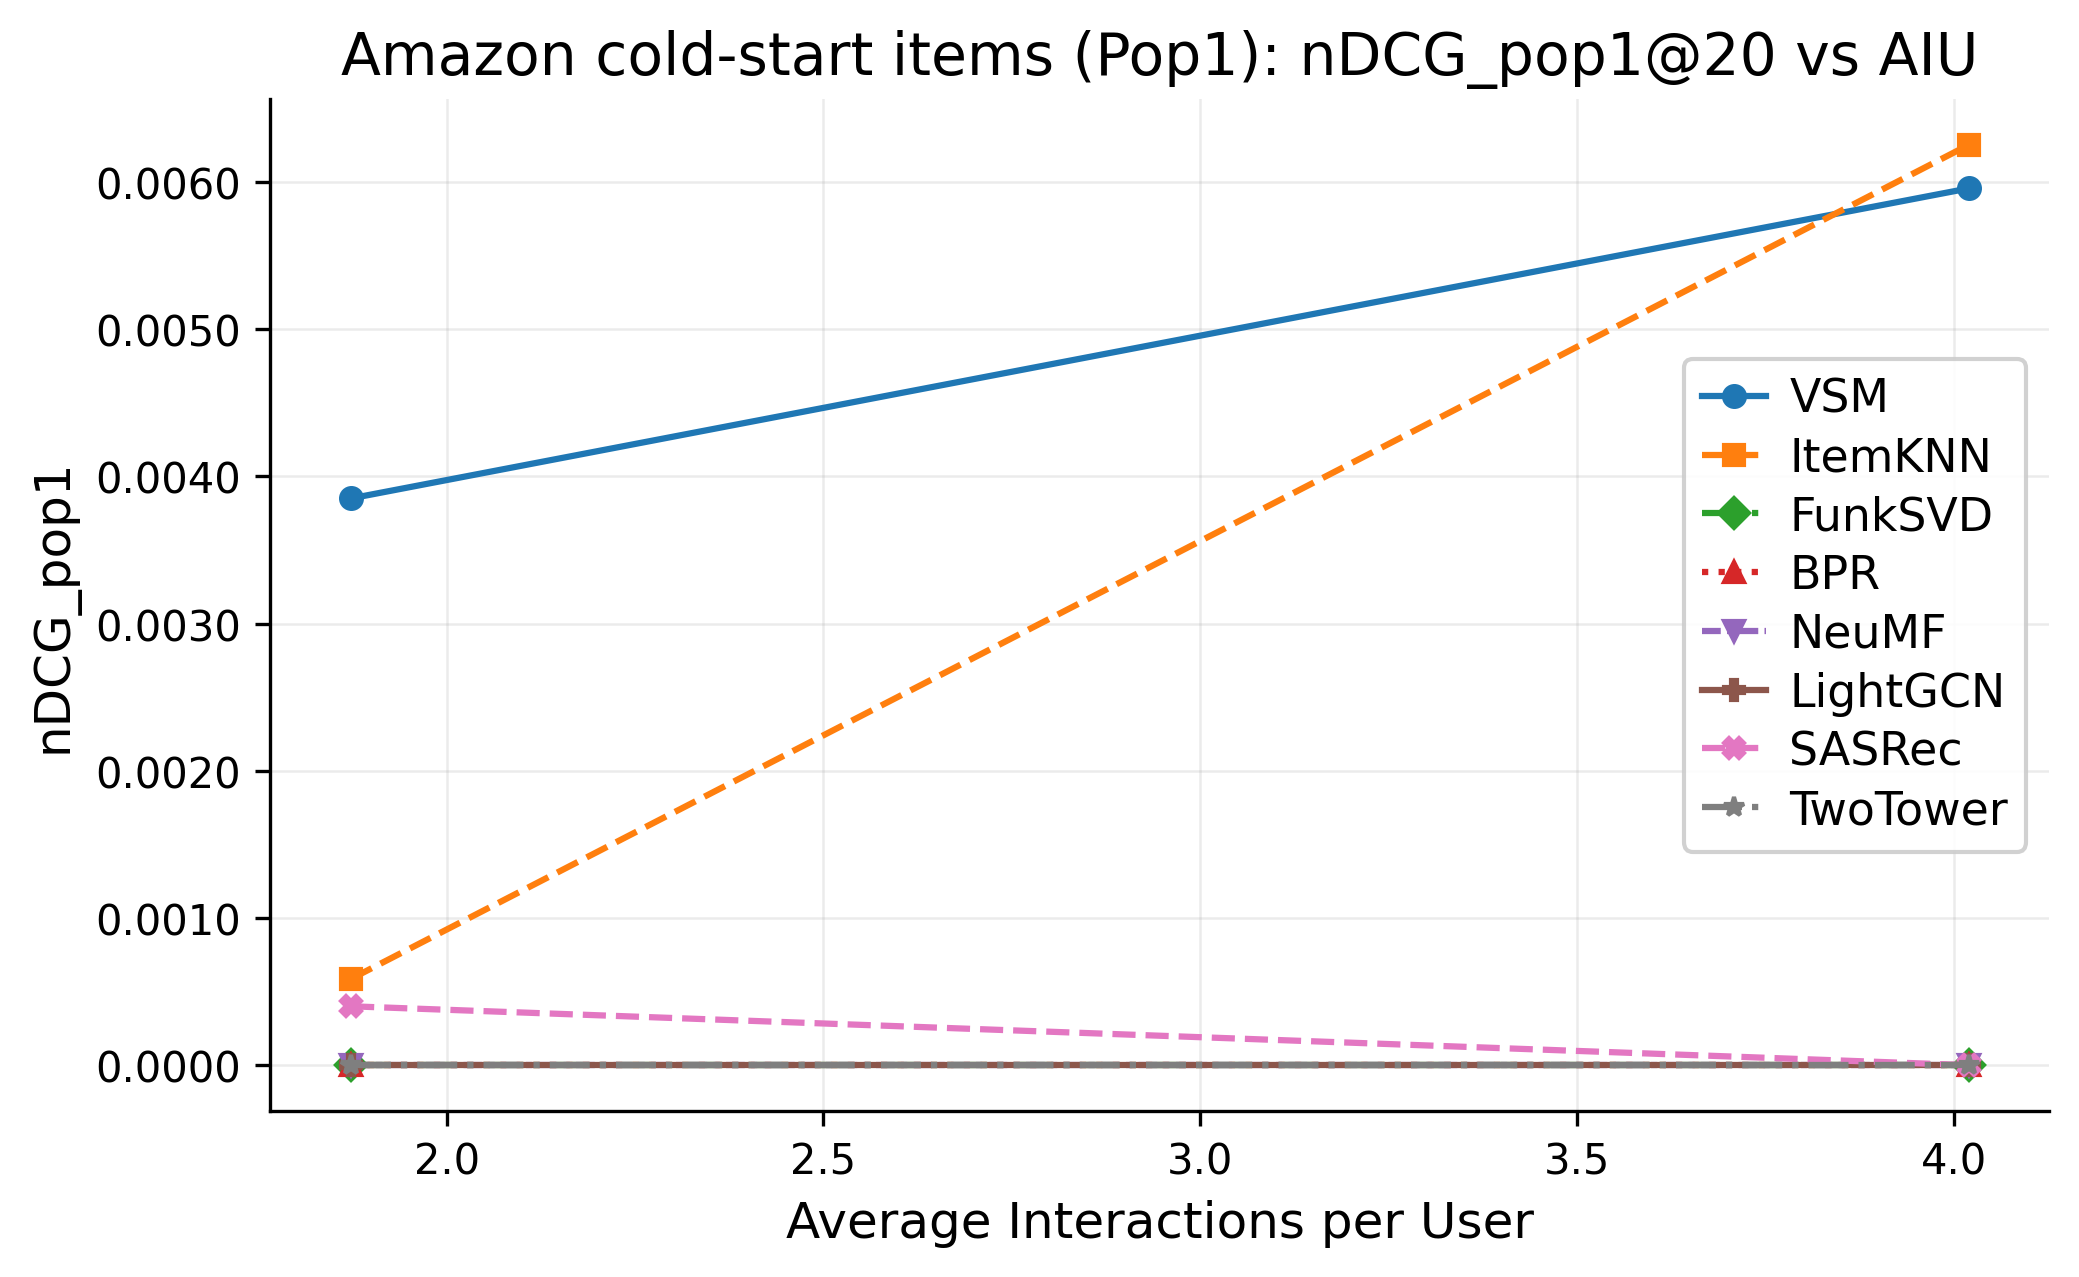 Amazon cold-start items (Pop1): nDCG_pop1@20 vs AIU
nDCG_pop1
0.0060
0.0050
0.0040
0.0030
0.0020
0.0010
0.0000
VSM
ItemKNN
FunkSVD
BPR
NeuMF
LightGCN
SASRec
TwoTower
2.0 2.5 3.0 3.5 4.0
Average Interactions per User